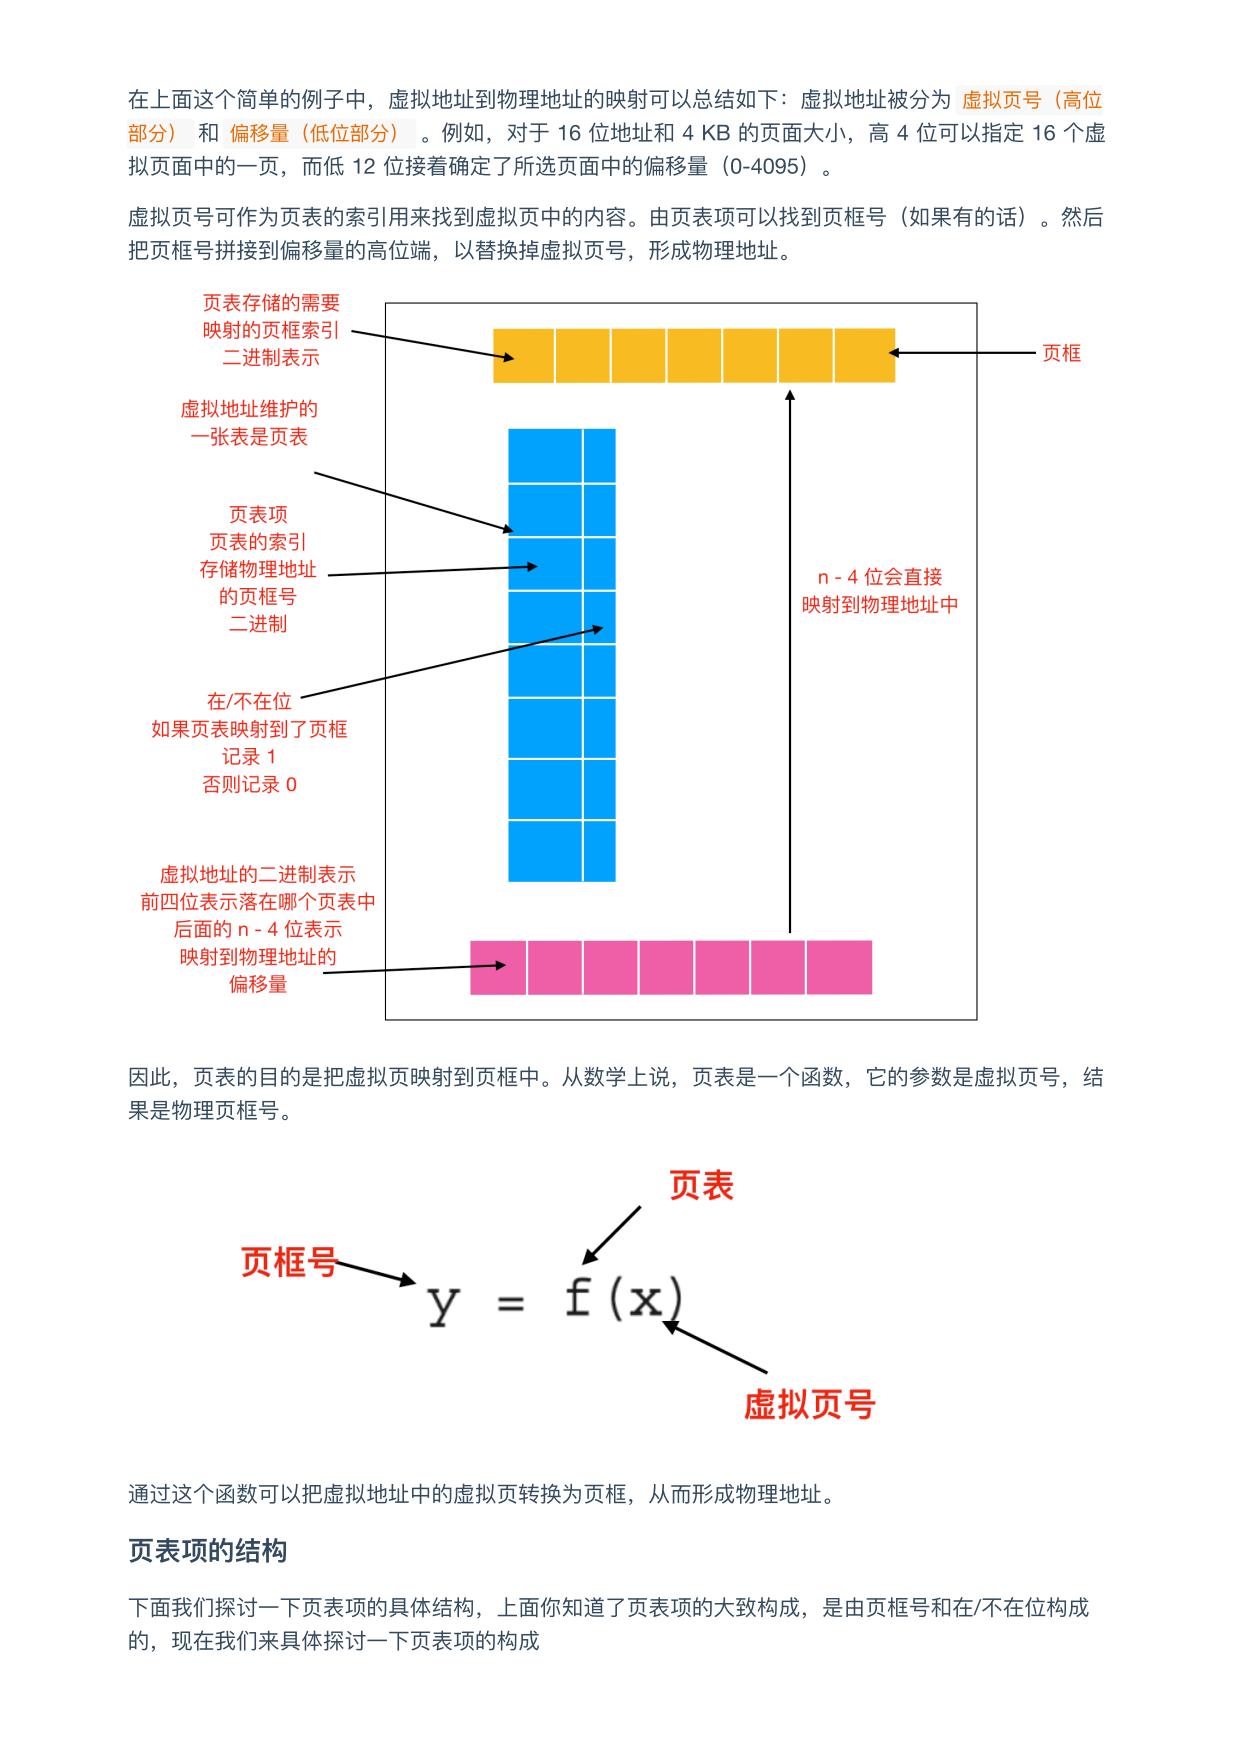 在上面这个简单的例子中，虚拟地址到物理地址的映射可以总结如下：虚拟地址被分为 虚拟页号（高位
部分） 和 偏移量（低位部分） 。例如，对于 16 位地址和 4 KB 的页面大小，高 4 位可以指定 16 个虚
拟页面中的一页，而低 12 位接着确定了所选页面中的偏移量（0-4095）。
虚拟页号可作为页表的索引用来找到虚拟页中的内容。由页表项可以找到页框号（如果有的话）。然后
把页框号拼接到偏移量的高位端，以替换掉虚拟页号，形成物理地址。
页表存储的需要
映射的页框索引
二进制表示
页框
虚拟地址维护的
一张表是页表
页表项
页表的索引
存储物理地址
的页框号
二进制
n - 4 位会直接
映射到物理地址中
在/不在位
如果页表映射到了页框
记录 1
否则记录 0
虚拟地址的二进制表示
前四位表示落在哪个页表中
后面的 n - 4 位表示
映射到物理地址的
偏移量
因此，页表的目的是把虚拟页映射到页框中。从数学上说，页表是一个函数，它的参数是虚拟页号，结
果是物理页框号。
页表
页框号
y = f(x)
虚拟页号
通过这个函数可以把虚拟地址中的虚拟页转换为页框，从而形成物理地址。
页表项的结构
下面我们探讨一下页表项的具体结构，上面你知道了页表项的大致构成，是由页框号和在/不在位构成
的，现在我们来具体探讨一下页表项的构成